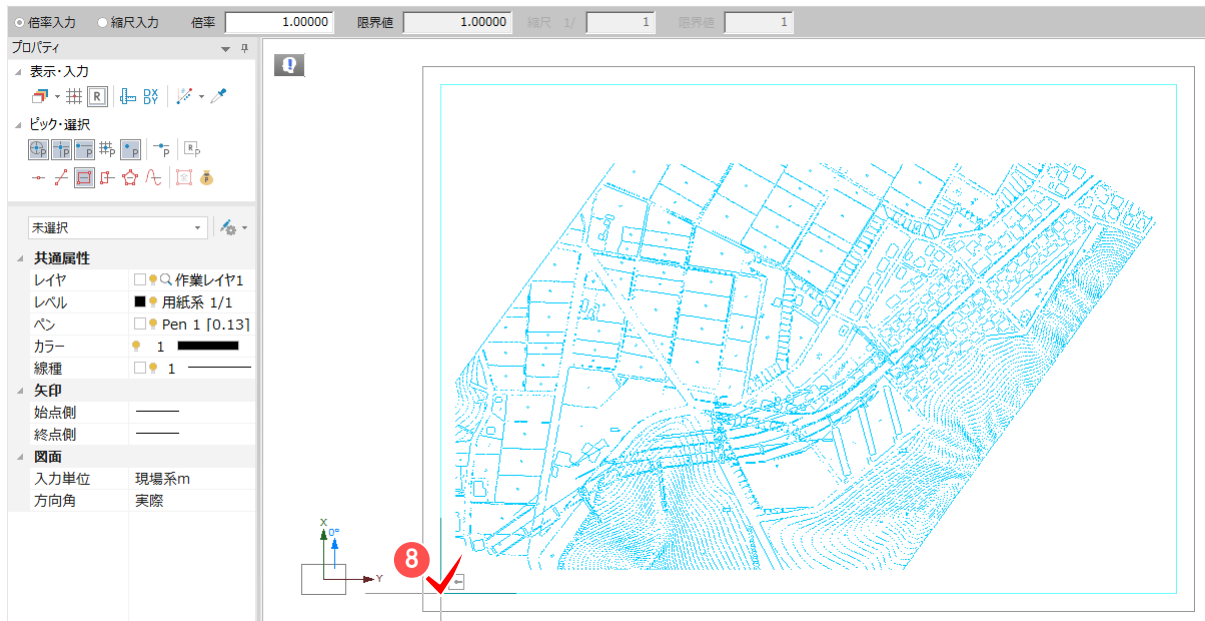 倍率入力 縮尺入力 倍率 1.00000 限界値 1.00000 縮尺 1/ 1 限界値 1
プロパティ
表示・入力
R DX DY
ピック・選択
P P P P P P R P
P
未選択
共通属性
レイヤ 作業レイヤ1
レベル 用紙系 1/1
ペン Pen 1 [0.13]
カラー 1
線種 1
矢印
始点側
終点側
図面
入力単位 現場系m
方向角 実際
X
0°
Y
8